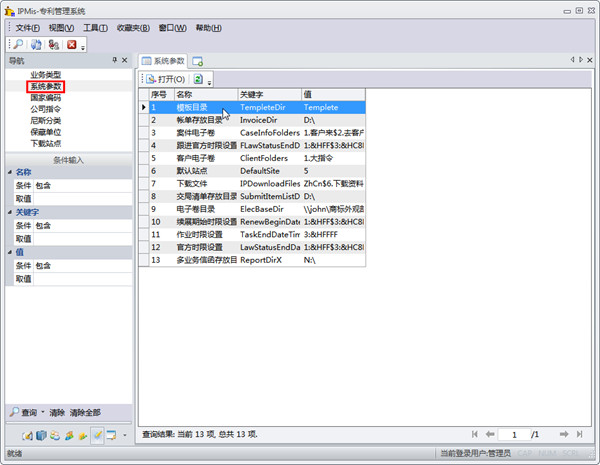 IPMis-专利管理系统
文件(F) 视图(V) 工具(T) 收藏夹(B) 窗口(W) 帮助(H)
导航
业务类型
系统参数
国家编码
公司指令
尼斯分类
保藏单位
下载站点
条件输入
名称
条件 包含
取值
关键字
条件 包含
取值
值
条件 包含
取值
查询 清除 清除全部
系统参数
打开(O)
序号 名称 关键字 值
1 模板目录 TempleteDir Templete
2 帐单存放目录 InvoiceDir D:\
3 案件电子卷 CaseInfoFolders 1.客户来$2.去客户
4 跟进官方时限设置 FLawStatusEndD 1:&HFF$3:&HC8F
5 客户电子卷 ClientFolders 1.大指令
6 默认站点 DefaultSite 5
7 下载文件 IPDownloadFiles ZhCn$6.下载资料
8 交局清单存放目录 SubmitItemListD D:\
9 电子卷目录 ElecBaseDir \\john\商标外观部
10 续展期始时限设置 RenewBeginDate 1:&HFF$3:&HC8F
11 作业时限设置 TaskEndDateTim 3:&HFFFF
12 官方时限设置 LawStatusEndDa 1:&HFF$3:&HC8F
13 多业务信函存放目 ReportDirX N:\
查询结果: 当前 13 项, 总共 13 项.
1 /1
就绪
当前登录用户:管理员
CAP NUM SCRL